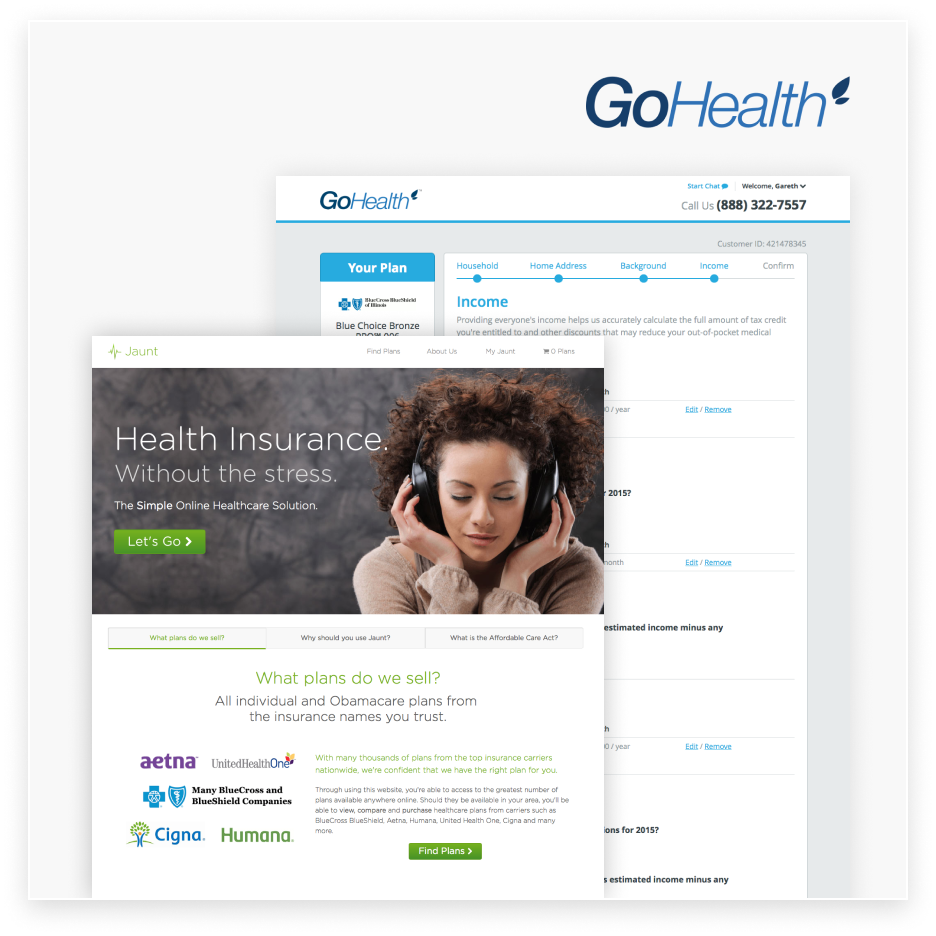 GoHealth
GoHealth
Start Chat
Welcome, Gareth
Call Us (888) 322-7557
Customer ID: 421478345
Your Plan
BlueCross BlueShield
of Illinois
Blue Choice Bronze
Household
Home Address
Background
Income
Confirm
Income
Providing everyone's income helps us accurately calculate the full amount of tax credit
you're entitled to and other discounts that may reduce your out-of-pocket medical
/ year
Edit / Remove
r 2015?
month
Edit / Remove
estimated income minus any
/ year
Edit / Remove
ions for 2015?
s estimated income minus any
Jaunt
Find Plans
About Us
My Jaunt
0 Plans
Health Insurance.
Without the stress.
The Simple Online Healthcare Solution.
Let's Go
What plans do we sell?
Why should you use Jaunt?
What is the Affordable Care Act?
What plans do we sell?
All individual and Obamacare plans from
the insurance names you trust.
aetna
UnitedHealthOne
Many BlueCross and
BlueShield Companies
Cigna.
Humana.
With many thousands of plans from the top insurance carriers
nationwide, we're confident that we have the right plan for you.
Through using this website, you're able to access to the greatest number of
plans available anywhere online. Should they be available in your area, you'll be
able to view, compare and purchase healthcare plans from carriers such as
BlueCross BlueShield, Aetna, Humana, United Health One, Cigna and many
more.
Find Plans